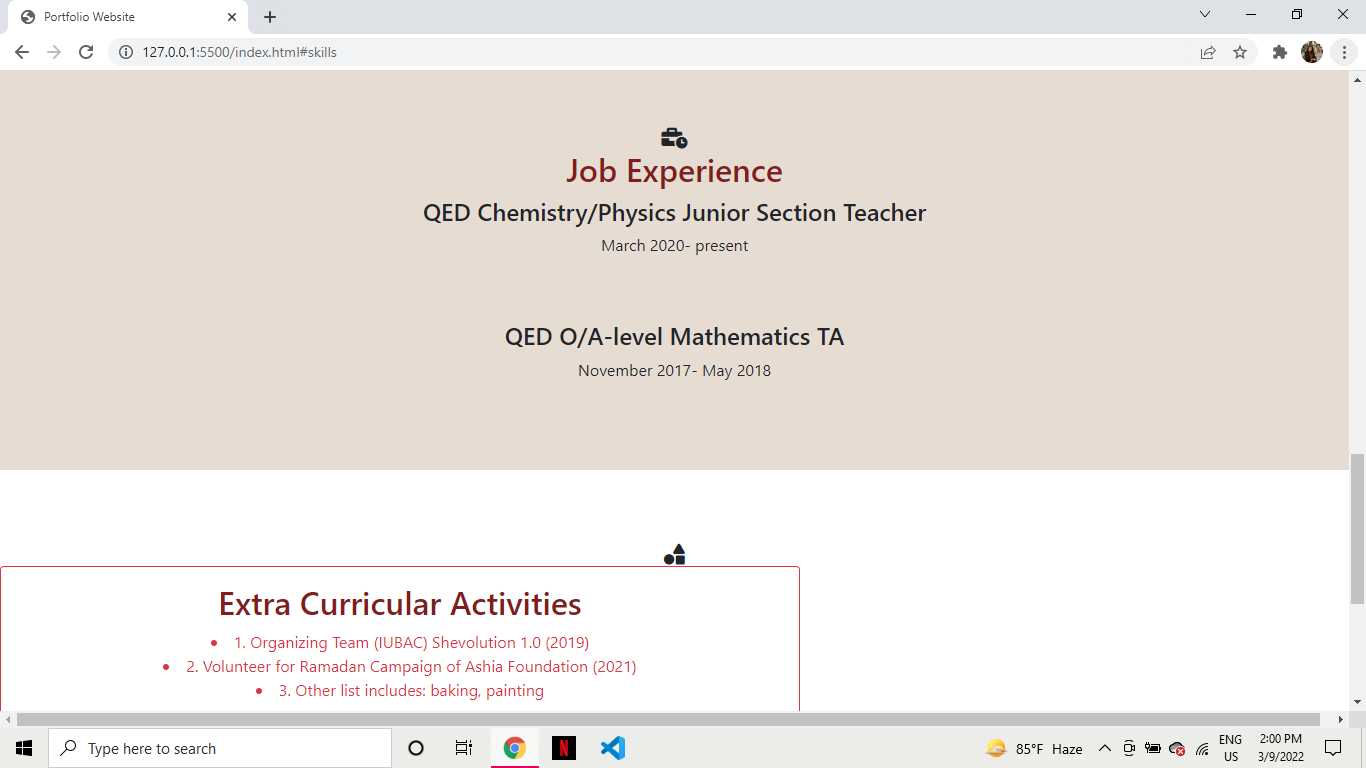 Portfolio Website
127.0.0.1:5500/index.html#skills
Job Experience
QED Chemistry/Physics Junior Section Teacher
March 2020- present
QED O/A-level Mathematics TA
November 2017- May 2018
Extra Curricular Activities
1. Organizing Team (IUBAC) Shevolution 1.0 (2019)
2. Volunteer for Ramadan Campaign of Ashia Foundation (2021)
3. Other list includes: baking, painting
Type here to search
N
85°F Haze
ENG
US
2:00 PM
3/9/2022